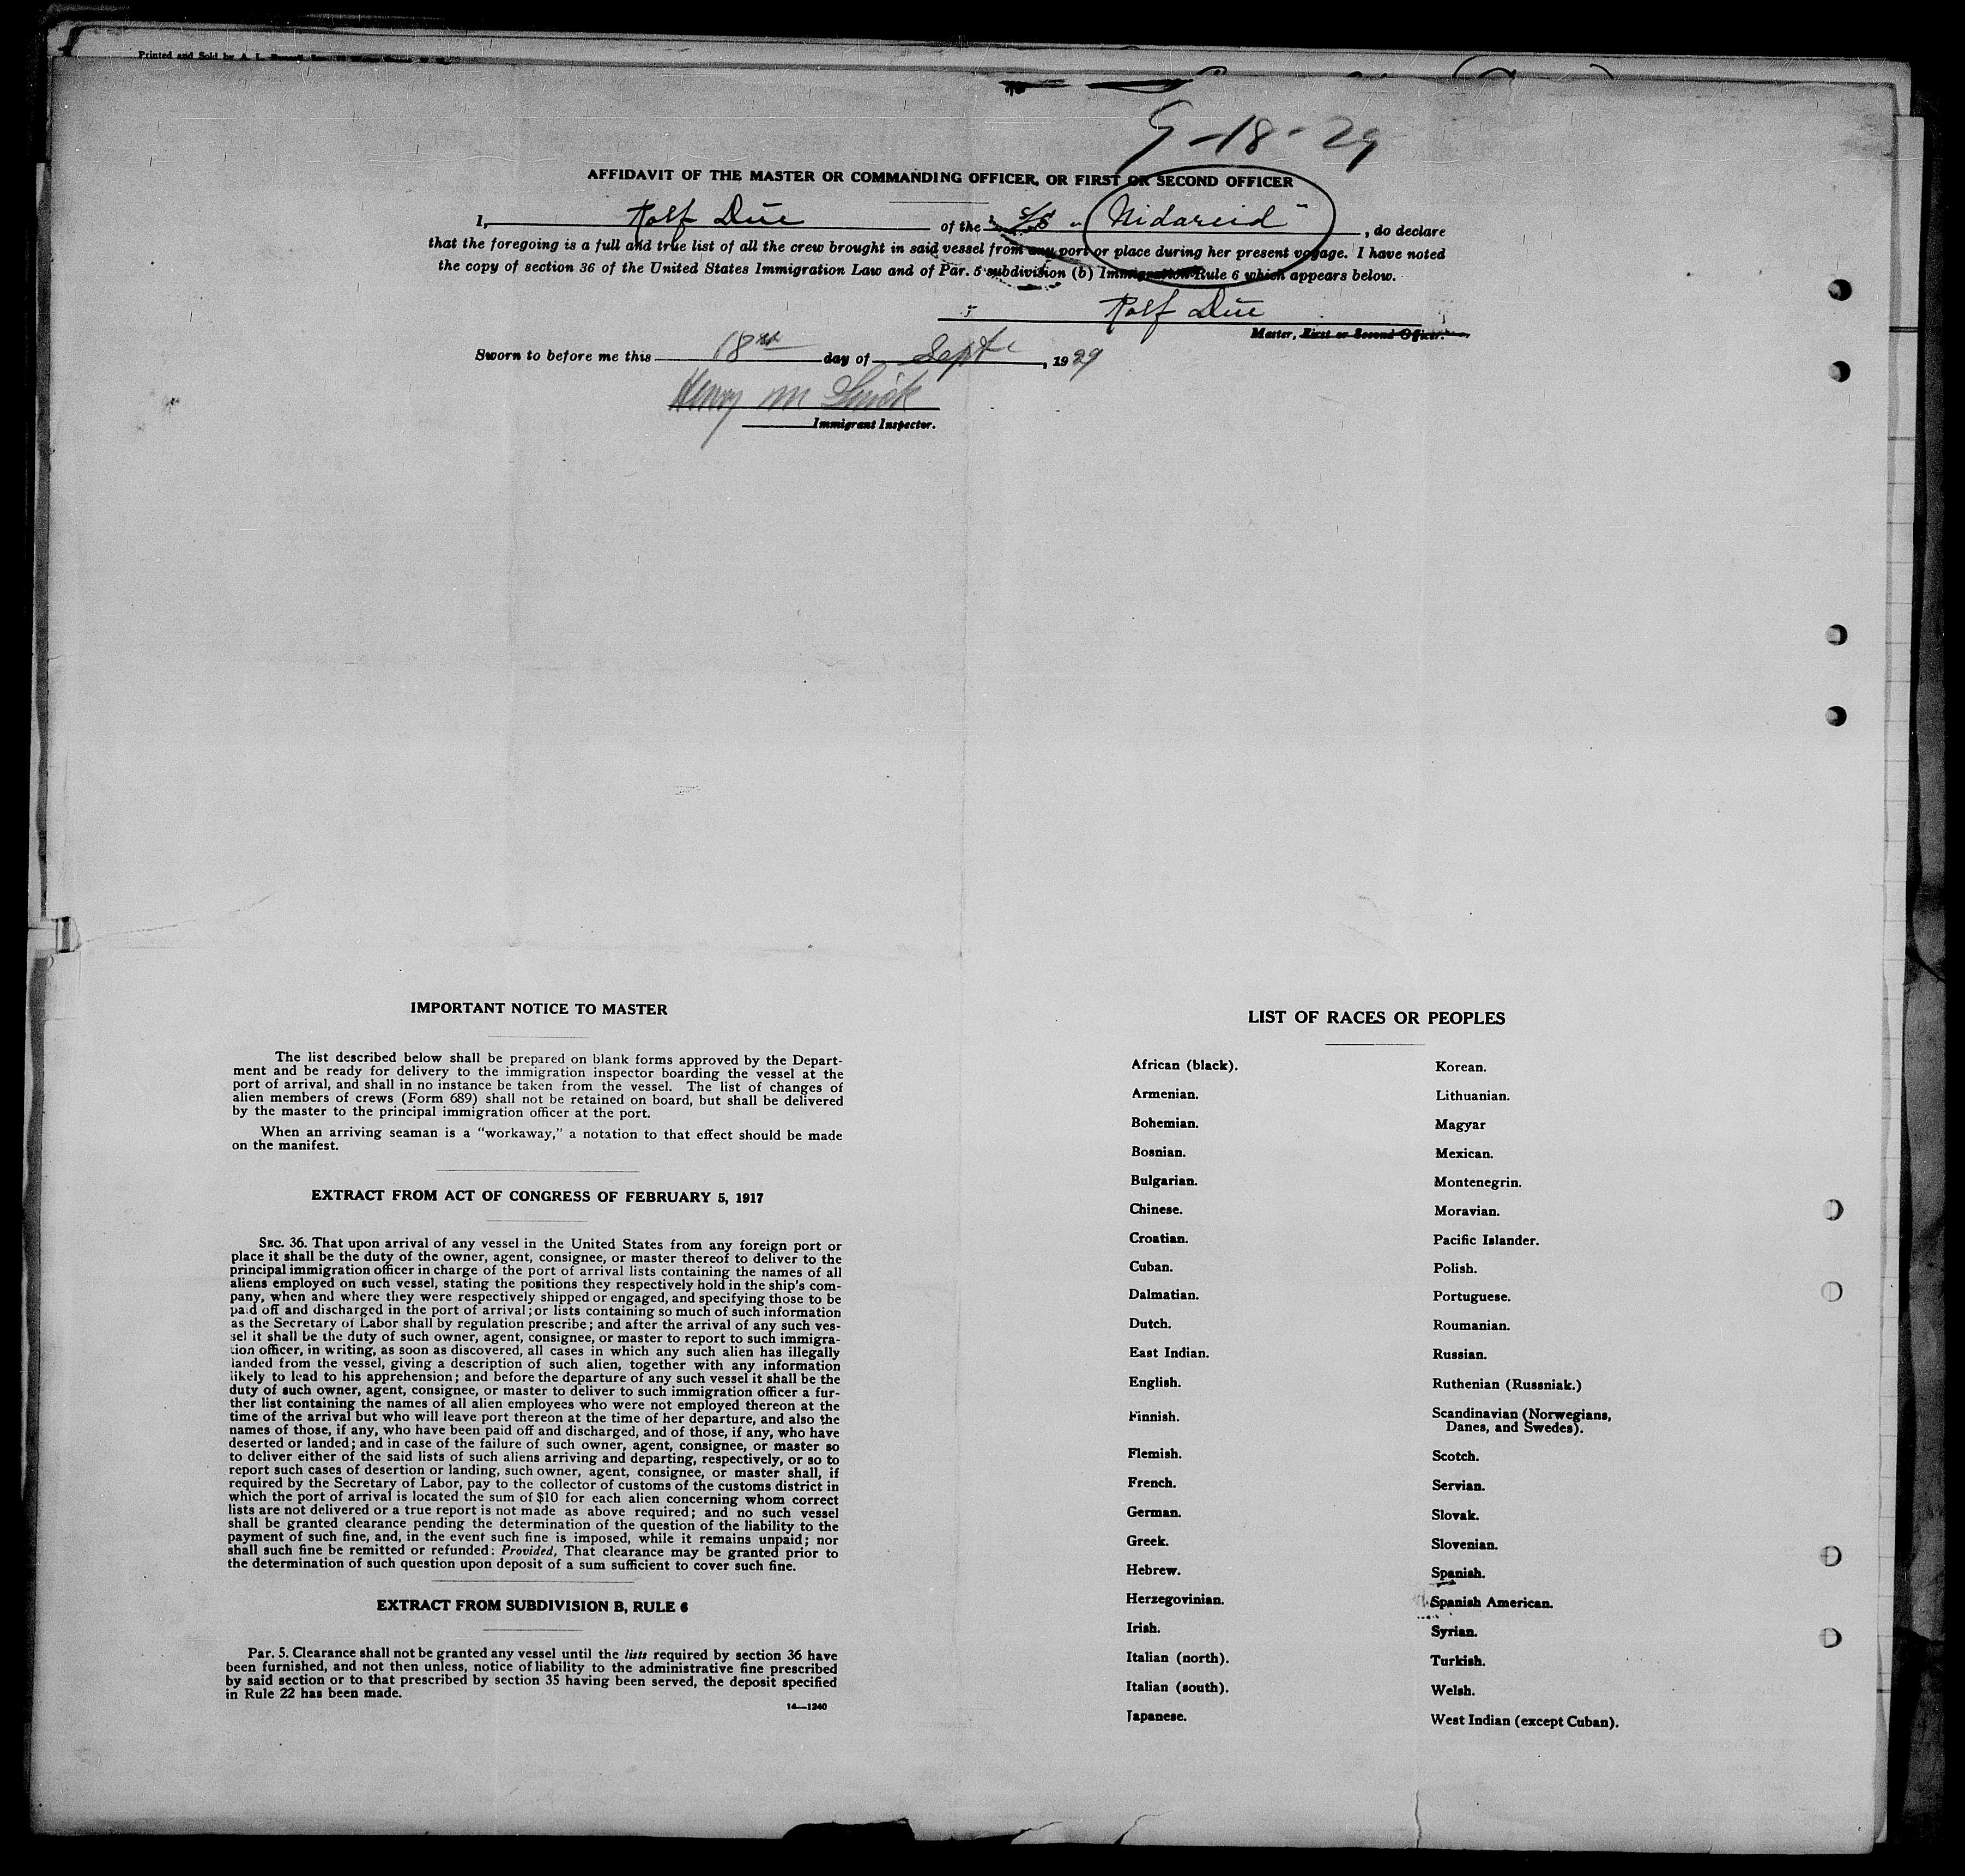 Printed and Sold by A. L.
9-18-29
AFFIDAVIT OF THE MASTER OR COMMANDING OFFICER, OR FIRST OR SECOND OFFICER
I, Rolf Due of the S/S "Nidareid", do declare
that the foregoing is a full and true list of all the crew brought in said vessel from any port or place during her present voyage. I have noted
the copy of section 36 of the United States Immigration Law and of Par. 5 subdivision (b) Immigration Rule 6 which appears below.
Rolf Due
Master, First or Second Officer.
Sworn to before me this 18 day of Sept, 1929
Henry M
Immigrant Inspector.
IMPORTANT NOTICE TO MASTER
The list described below shall be prepared on blank forms approved by the Depart-
ment and be ready for delivery to the immigration inspector boarding the vessel at the
port of arrival, and shall in no instance be taken from the vessel. The list of changes of
alien members of crews (Form 689) shall not be retained on board, but shall be delivered
by the master to the principal immigration officer at the port.
When an arriving seaman is a "workaway," a notation to that effect should be made
on the manifest.
EXTRACT FROM ACT OF CONGRESS OF FEBRUARY 5, 1917
SEC. 36. That upon arrival of any vessel in the United States from any foreign port or
place it shall be the duty of the owner, agent, consignee, or master thereof to deliver to the
principal immigration officer in charge of the port of arrival lists containing the names of all
aliens employed on such vessel, stating the positions they respectively hold in the ship's com-
pany, when and where they were respectively shipped or engaged, and specifying those to be
paid off and discharged in the port of arrival; or lists containing so much of such information
as the Secretary of Labor shall by regulation prescribe; and after the arrival of any such ves-
sel it shall be the duty of such owner, agent, consignee, or master to report to such immigra-
tion officer, in writing, as soon as discovered, all cases in which any such alien has illegally
landed from the vessel, giving a description of such alien, together with any information
likely to lead to his apprehension; and before the departure of any such vessel it shall be the
duty of such owner, agent, consignee, or master to deliver to such immigration officer a fur-
ther list containing the names of all alien employees who were not employed thereon at the
time of the arrival but who will leave port thereon at the time of her departure, and also the
names of those, if any, who have been paid off and discharged, and of those, if any, who have
deserted or landed; and in case of the failure of such owner, agent, consignee, or master so
to deliver either of the said lists of such aliens arriving and departing, respectively, or so to
report such cases of desertion or landing, such owner, agent, consignee, or master shall, if
required by the Secretary of Labor, pay to the collector of customs of the customs district in
which the port of arrival is located the sum of $10 for each alien concerning whom correct
lists are not delivered or a true report is not made as above required; and no such vessel
shall be granted clearance pending the determination of the question of the liability to the
payment of such fine, and, in the event such fine is imposed, while it remains unpaid; nor
shall such fine be remitted or refunded: Provided, That clearance may be granted prior to
the determination of such question upon deposit of a sum sufficient to cover such fine.
EXTRACT FROM SUBDIVISION B, RULE 6
Par. 5. Clearance shall not be granted any vessel until the lists required by section 36 have
been furnished, and not then unless, notice of liability to the administrative fine prescribed
by said section or to that prescribed by section 35 having been served, the deposit specified
in Rule 22 has been made.
14—1240
LIST OF RACES OR PEOPLES
African (black).
Armenian.
Bohemian.
Bosnian.
Bulgarian.
Chinese.
Croatian.
Cuban.
Dalmatian.
Dutch.
East Indian.
English.
Finnish.
Flemish.
French.
German.
Greek.
Hebrew.
Herzegovinian.
Irish.
Italian (north).
Italian (south).
Japanese.
Korean.
Lithuanian.
Magyar
Mexican.
Montenegrin.
Moravian.
Pacific Islander.
Polish.
Portuguese.
Roumanian.
Russian.
Ruthenian (Russniak.)
Scandinavian (Norwegians,
Danes, and Swedes).
Scotch.
Servian.
Slovak.
Slovenian.
Spanish.
Spanish American.
Syrian.
Turkish.
Welsh.
West Indian (except Cuban).